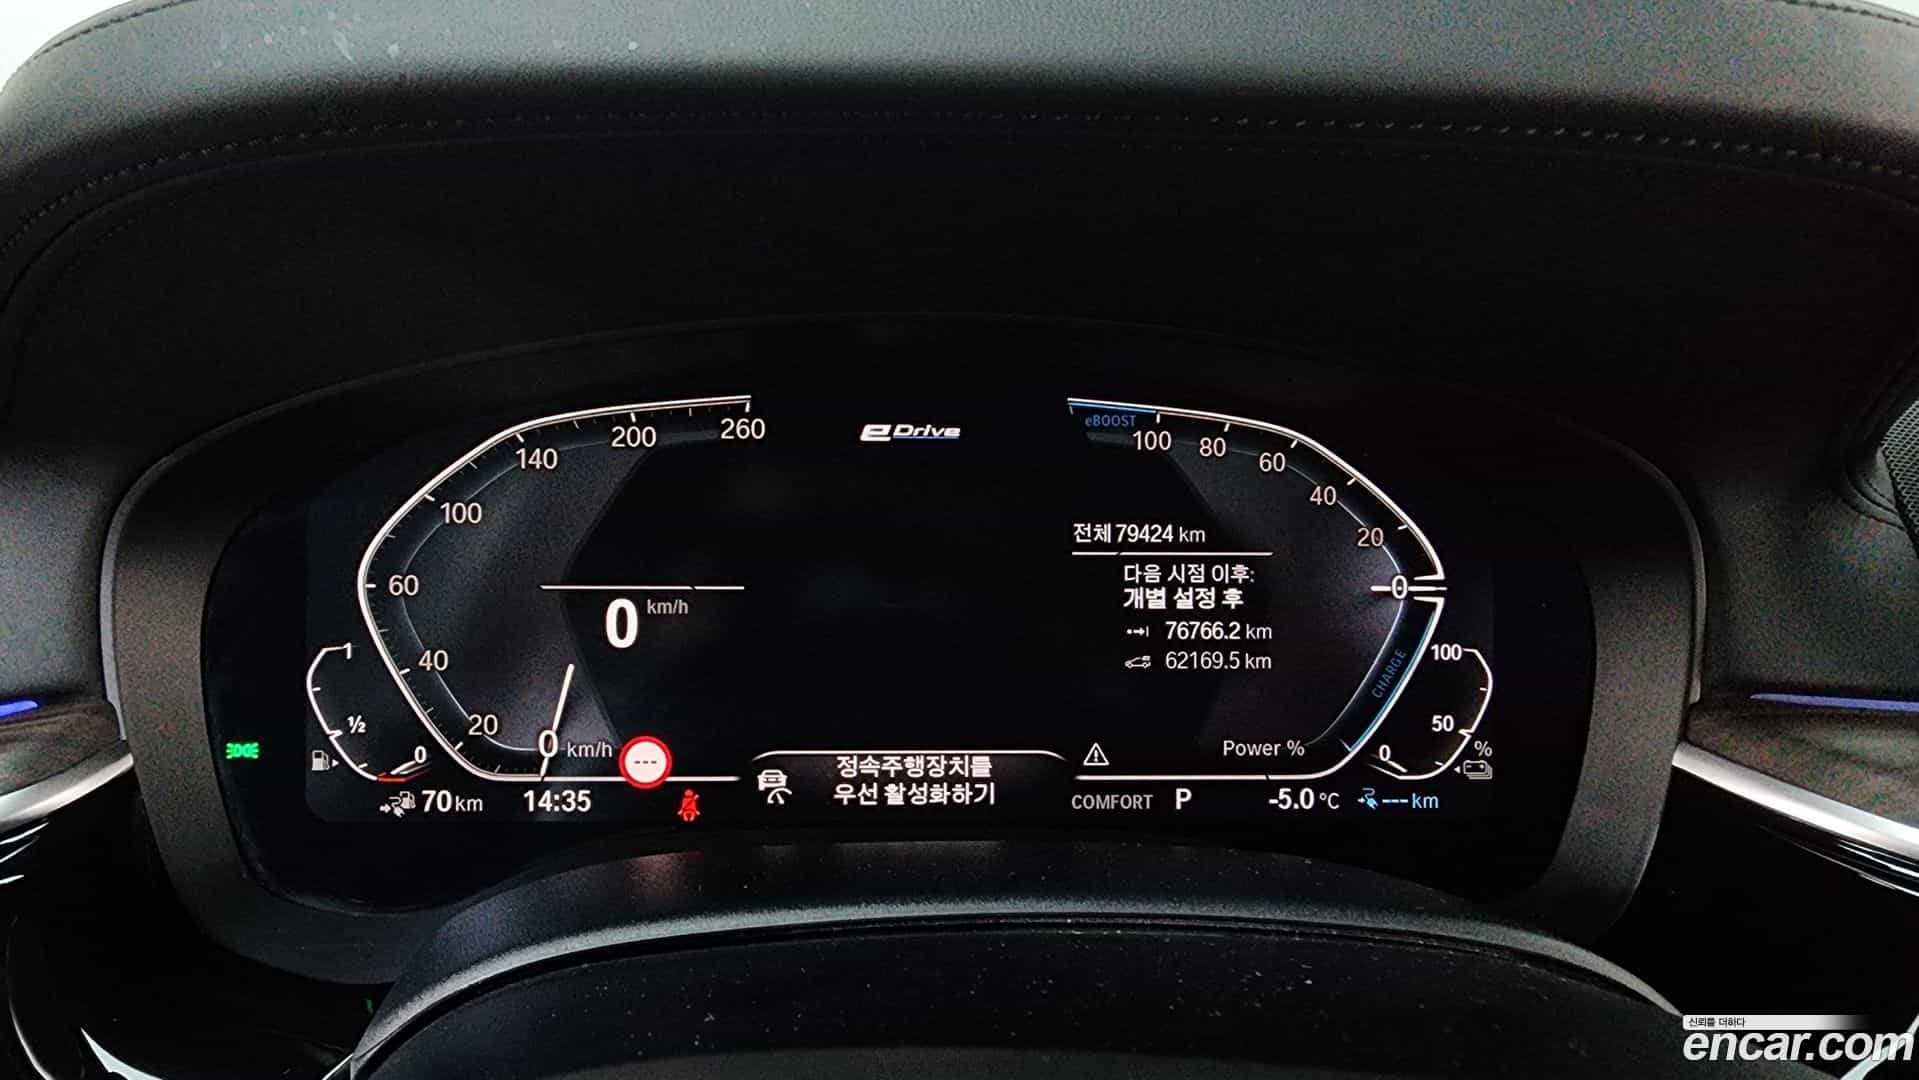 eDrive
260
200
140
100
60
40
20
0 km/h
0 km/h
eBOOST
100
80
60
40
20
0
CHARGE
Power %
전체 79424 km
다음 시점 이후:
개별 설정 후
76766.2 km
62169.5 km
1
1/2
0
100
50
0
%
---
정속주행장치를
우선 활성화하기
70 km
14:35
COMFORT P
-5.0 °C
--- km
신뢰를 더하다
encar.com